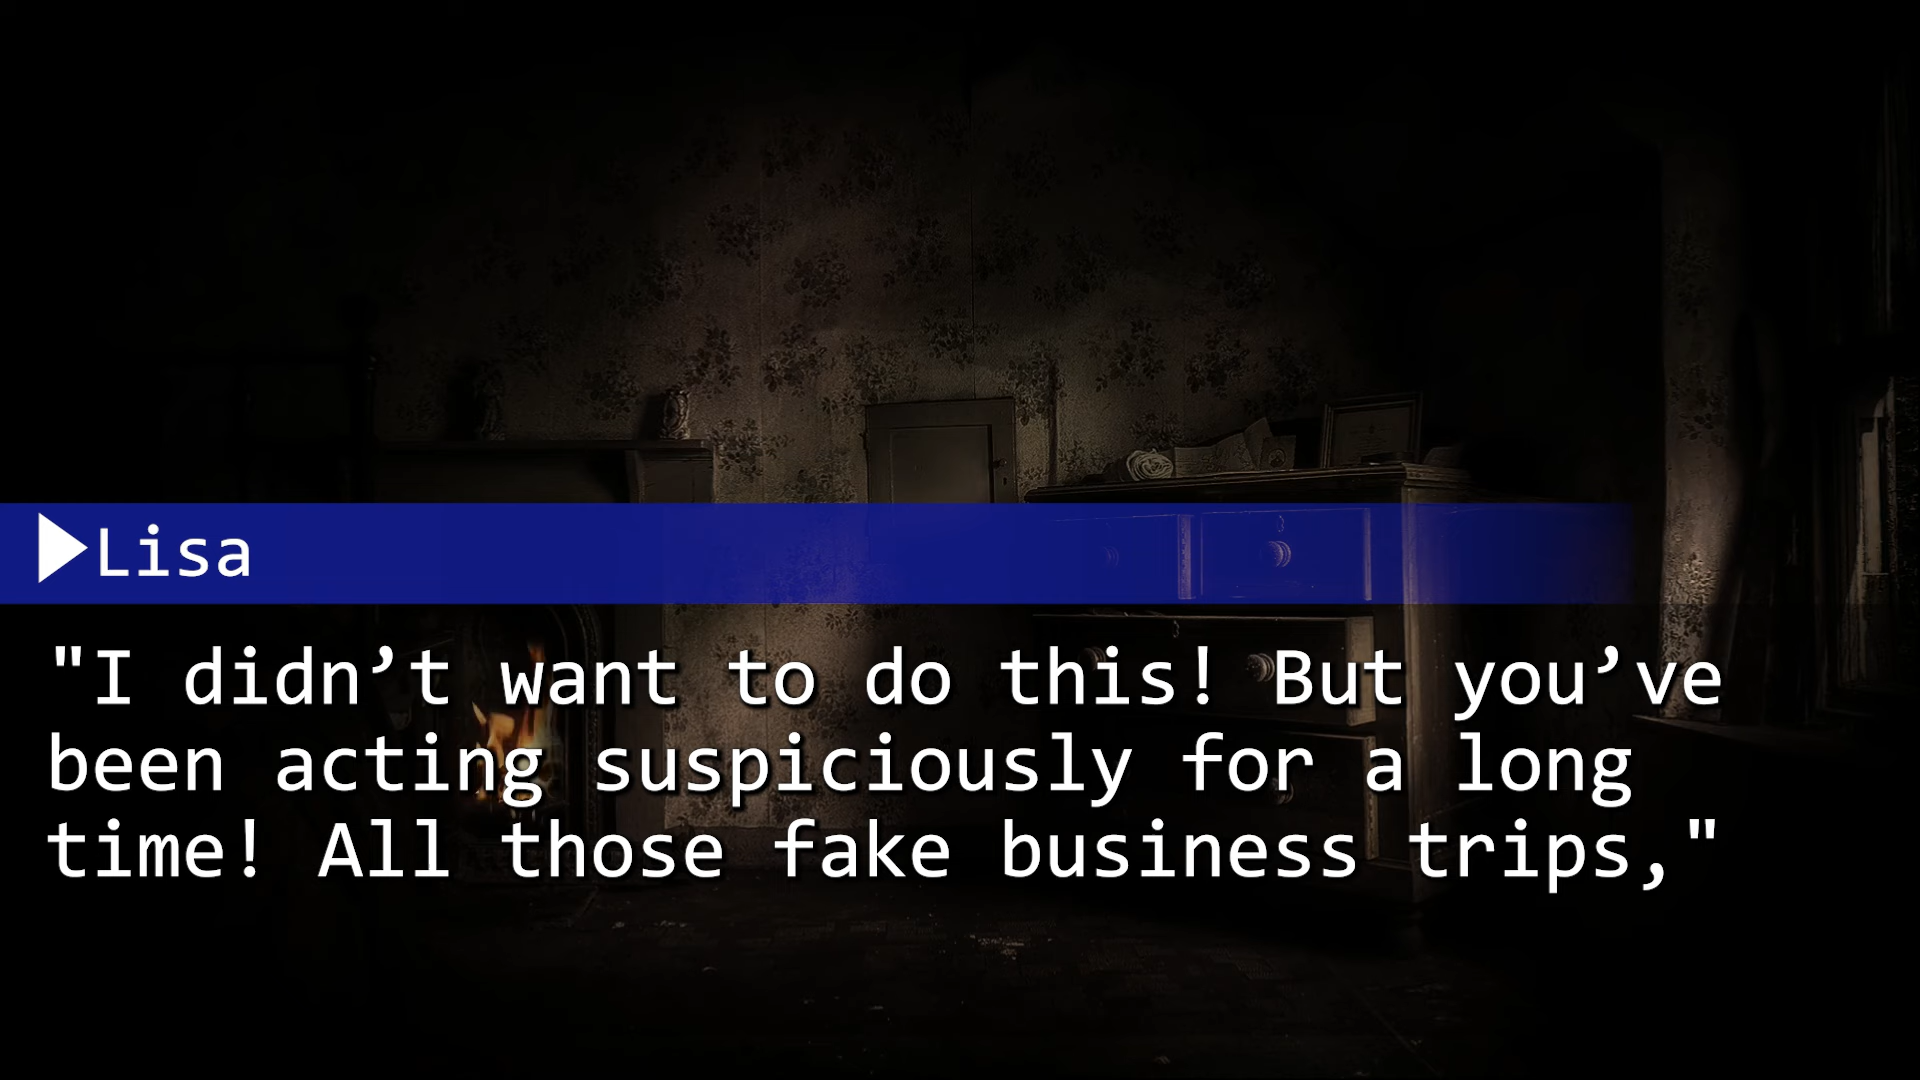 Lisa
"I didn’t want to do this! But you’ve
been acting suspiciously for a long
time! All those fake business trips,"